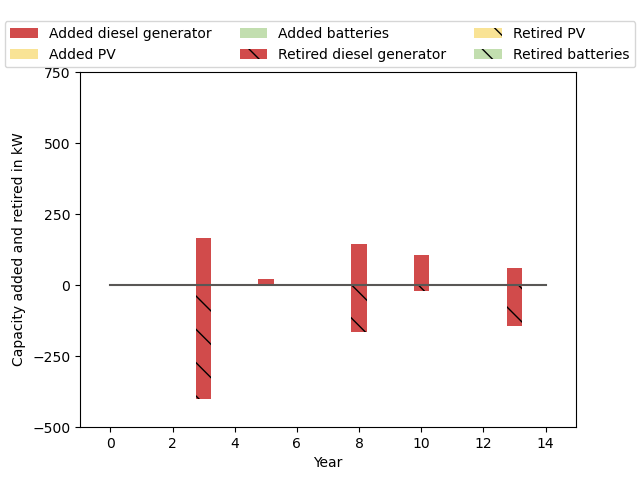 Added diesel generator
Added PV
Added batteries
Retired diesel generator
Retired PV
Retired batteries
750
500
250
0
−250
−500
Capacity added and retired in kW
0 2 4 6 8 10 12 14
Year